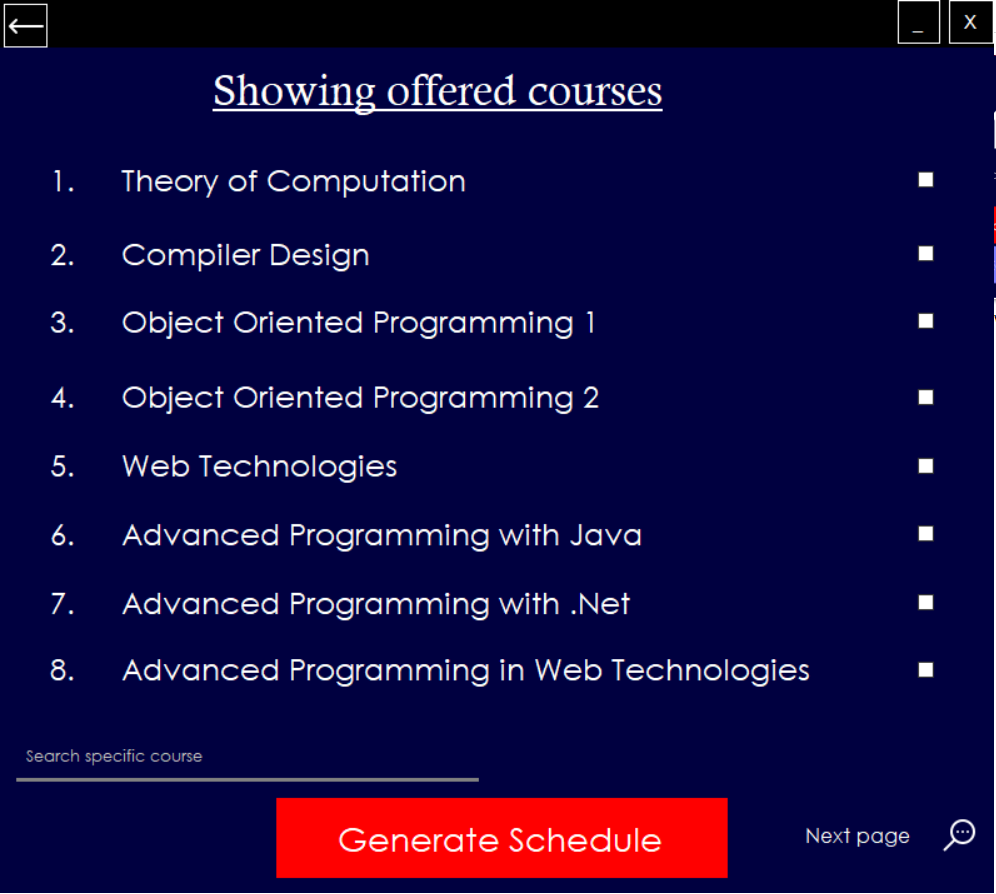 _ X
Showing offered courses
1. Theory of Computation
2. Compiler Design
3. Object Oriented Programming 1
4. Object Oriented Programming 2
5. Web Technologies
6. Advanced Programming with Java
7. Advanced Programming with .Net
8. Advanced Programming in Web Technologies
Search specific course
Generate Schedule
Next page